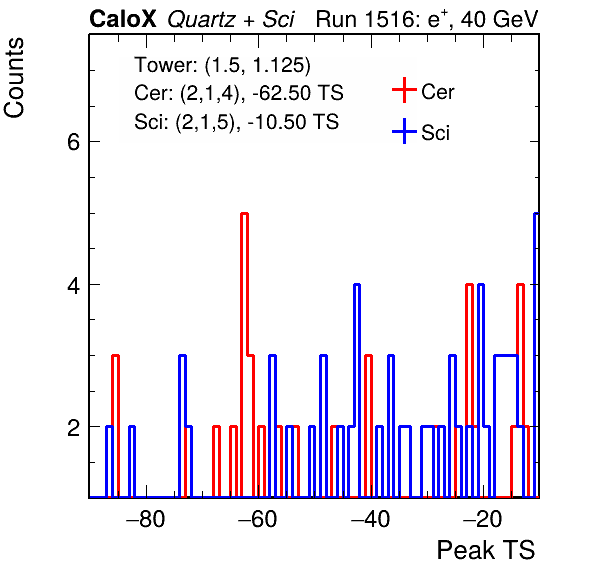 CaloX Quartz + Sci Run 1516: e+, 40 GeV
Counts
Tower: (1.5, 1.125)
Cer: (2,1,4), -62.50 TS
Sci: (2,1,5), -10.50 TS
Cer
Sci
6
4
2
−80 −60 −40 −20
Peak TS